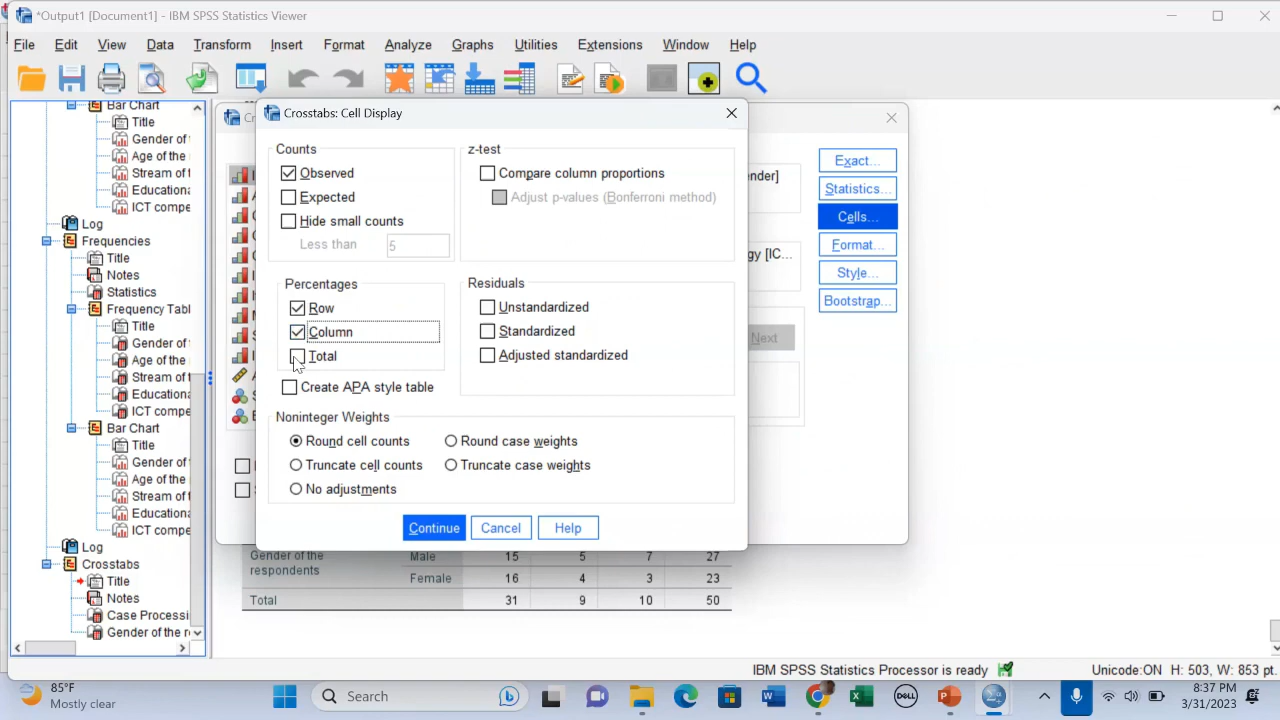 *Output1 [Document1] - IBM SPSS Statistics Viewer
File Edit View Data Transform Insert Format Analyze Graphs Utilities Extensions Window Help
Bar Chart
Title
Gender of
Age of the
Stream of
Educationa
ICT compe
Log
Frequencies
Title
Notes
Statistics
Frequency Tabl
Title
Gender of
Age of the
Stream of
Educationa
ICT compe
Bar Chart
Title
Gender of
Age of the
Stream of
Educationa
ICT compe
Log
Crosstabs
Title
Notes
Case Processi
Gender of the r
Crosstabs: Cell Display
Counts
Observed
Expected
Hide small counts
Less than 5
z-test
Compare column proportions
Adjust p-values (Bonferroni method)
Percentages
Row
Column
Total
Create APA style table
Residuals
Unstandardized
Standardized
Adjusted standardized
Noninteger Weights
Round cell counts Round case weights
Truncate cell counts Truncate case weights
No adjustments
Continue Cancel Help
ender]
gy [IC...
Next
Exact...
Statistics...
Cells...
Format...
Style...
Bootstrap...
Gender of the respondents Male 15 5 7 27
Female 16 4 3 23
Total 31 9 10 50
IBM SPSS Statistics Processor is ready Unicode:ON H: 503, W: 853 pt.
85°F
Mostly clear
Search
DELL
8:37 PM
3/31/2023